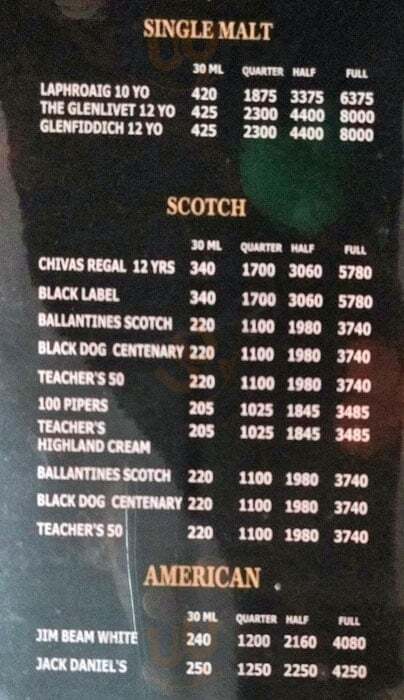 SINGLE MALT
30 ML QUARTER HALF FULL
LAPHROAIG 10 YO 420 1875 3375 6375
THE GLENLIVET 12 YO 425 2300 4400 8000
GLENFIDDICH 12 YO 425 2300 4400 8000
SCOTCH
30 ML QUARTER HALF FULL
CHIVAS REGAL 12 YRS 340 1700 3060 5780
BLACK LABEL 340 1700 3060 5780
BALLANTINES SCOTCH 220 1100 1980 3740
BLACK DOG CENTENARY 220 1100 1980 3740
TEACHER'S 50 220 1100 1980 3740
100 PIPERS 205 1025 1845 3485
TEACHER'S 205 1025 1845 3485
HIGHLAND CREAM
BALLANTINES SCOTCH 220 1100 1980 3740
BLACK DOG CENTENARY 220 1100 1980 3740
TEACHER'S 50 220 1100 1980 3740
AMERICAN
30 ML QUARTER HALF FULL
JIM BEAM WHITE 240 1200 2160 4080
JACK DANIEL'S 250 1250 2250 4250